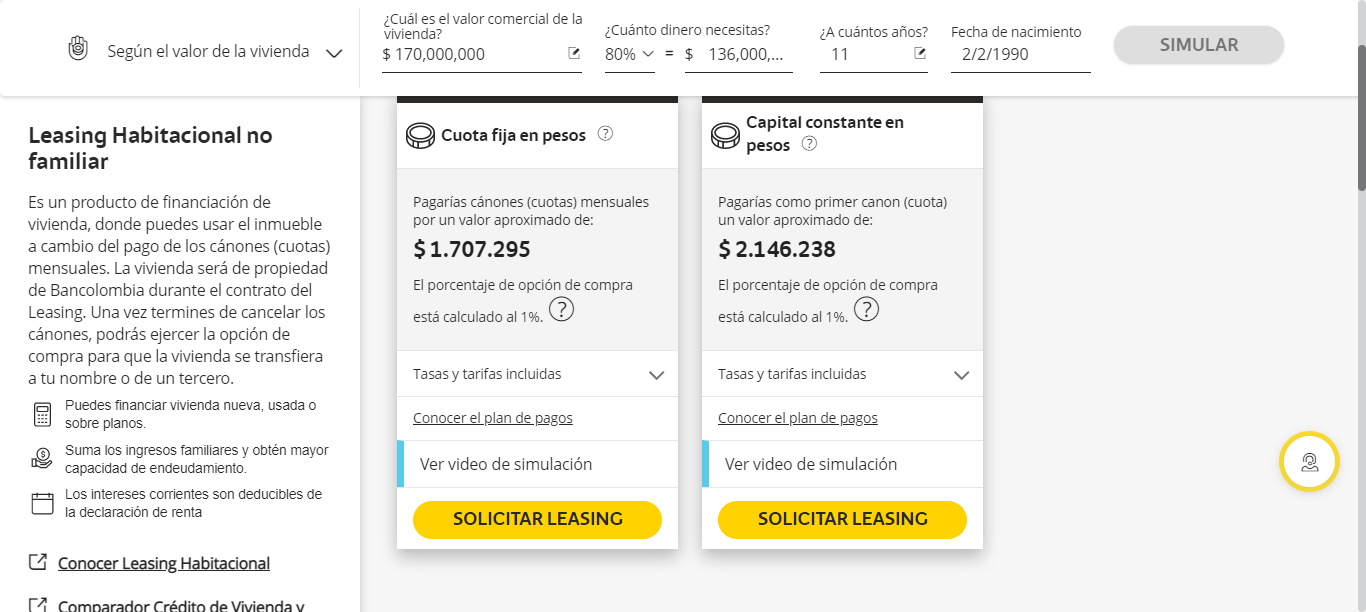 Según el valor de la vivienda
¿Cuál es el valor comercial de la
vivienda?
$ 170,000,000
¿Cuánto dinero necesitas?
80% = $ 136,000,...
¿A cuántos años?
11
Fecha de nacimiento
2/2/1990
SIMULAR
Leasing Habitacional no
familiar
Es un producto de financiación de
vivienda, donde puedes usar el inmueble
a cambio del pago de los cánones (cuotas)
mensuales. La vivienda será de propiedad
de Bancolombia durante el contrato del
Leasing. Una vez termines de cancelar los
cánones, podrás ejercer la opción de
compra para que la vivienda se transfiera
a tu nombre o de un tercero.
Puedes financiar vivienda nueva, usada o
sobre planos.
Suma los ingresos familiares y obtén mayor
capacidad de endeudamiento.
Los intereses corrientes son deducibles de
la declaración de renta
Conocer Leasing Habitacional
Comparador Crédito de Vivienda y
Cuota fija en pesos ?
Pagarías cánones (cuotas) mensuales
por un valor aproximado de:
$ 1.707.295
El porcentaje de opción de compra
está calculado al 1%. ?
Tasas y tarifas incluidas
Conocer el plan de pagos
Ver video de simulación
SOLICITAR LEASING
Capital constante en
pesos ?
Pagarías como primer canon (cuota)
un valor aproximado de:
$ 2.146.238
El porcentaje de opción de compra
está calculado al 1%. ?
Tasas y tarifas incluidas
Conocer el plan de pagos
Ver video de simulación
SOLICITAR LEASING